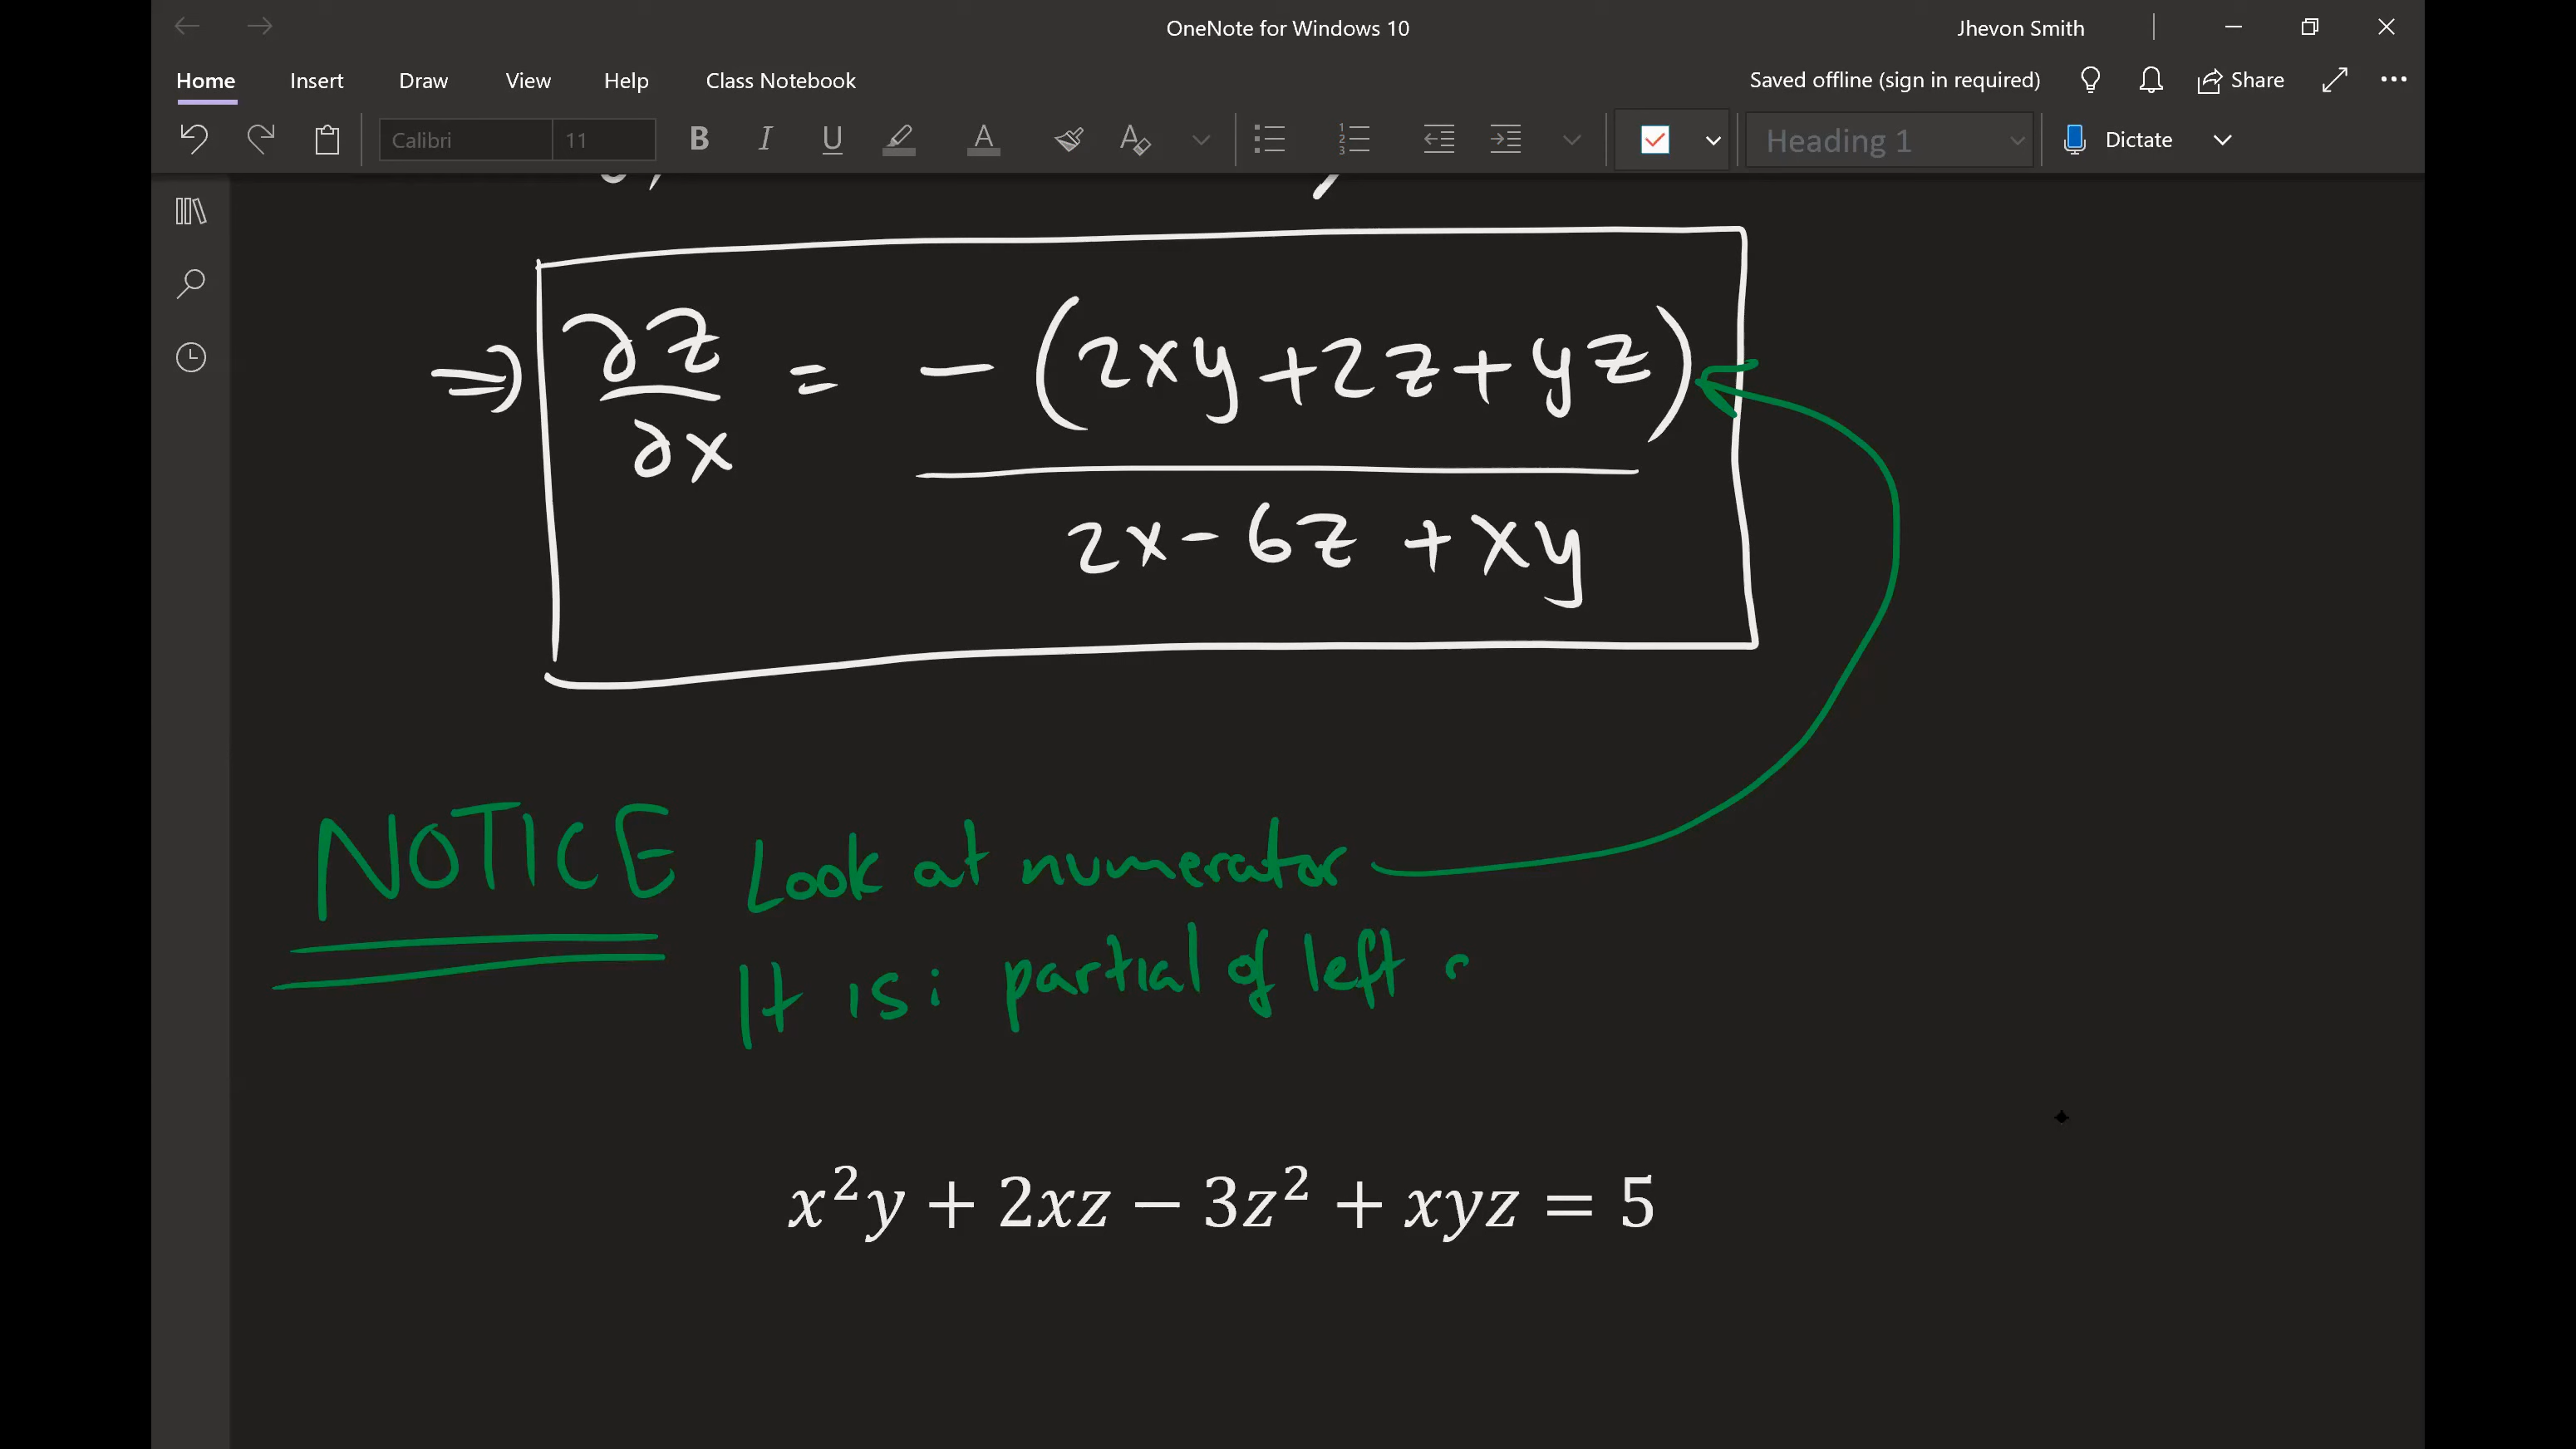 OneNote for Windows 10
Jhevon Smith
Home Insert Draw View Help Class Notebook
Saved offline (sign in required) Share
Calibri 11 B I U A A Heading 1 Dictate
⇒ ∂z/∂x = −(2xy + 2z + yz) / (2x − 6z + xy)
NOTICE Look at numerator
It is: partial of left
x²y + 2xz − 3z² + xyz = 5